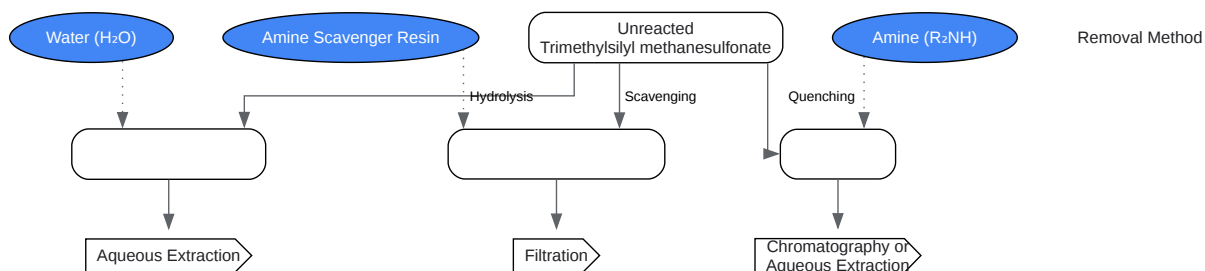 Water (H₂O)
Amine Scavenger Resin
Unreacted
Trimethylsilyl methanesulfonate
Amine (R₂NH)
Removal Method
Hydrolysis
Scavenging
Quenching
Aqueous Extraction
Filtration
Chromatography or
Aqueous Extraction